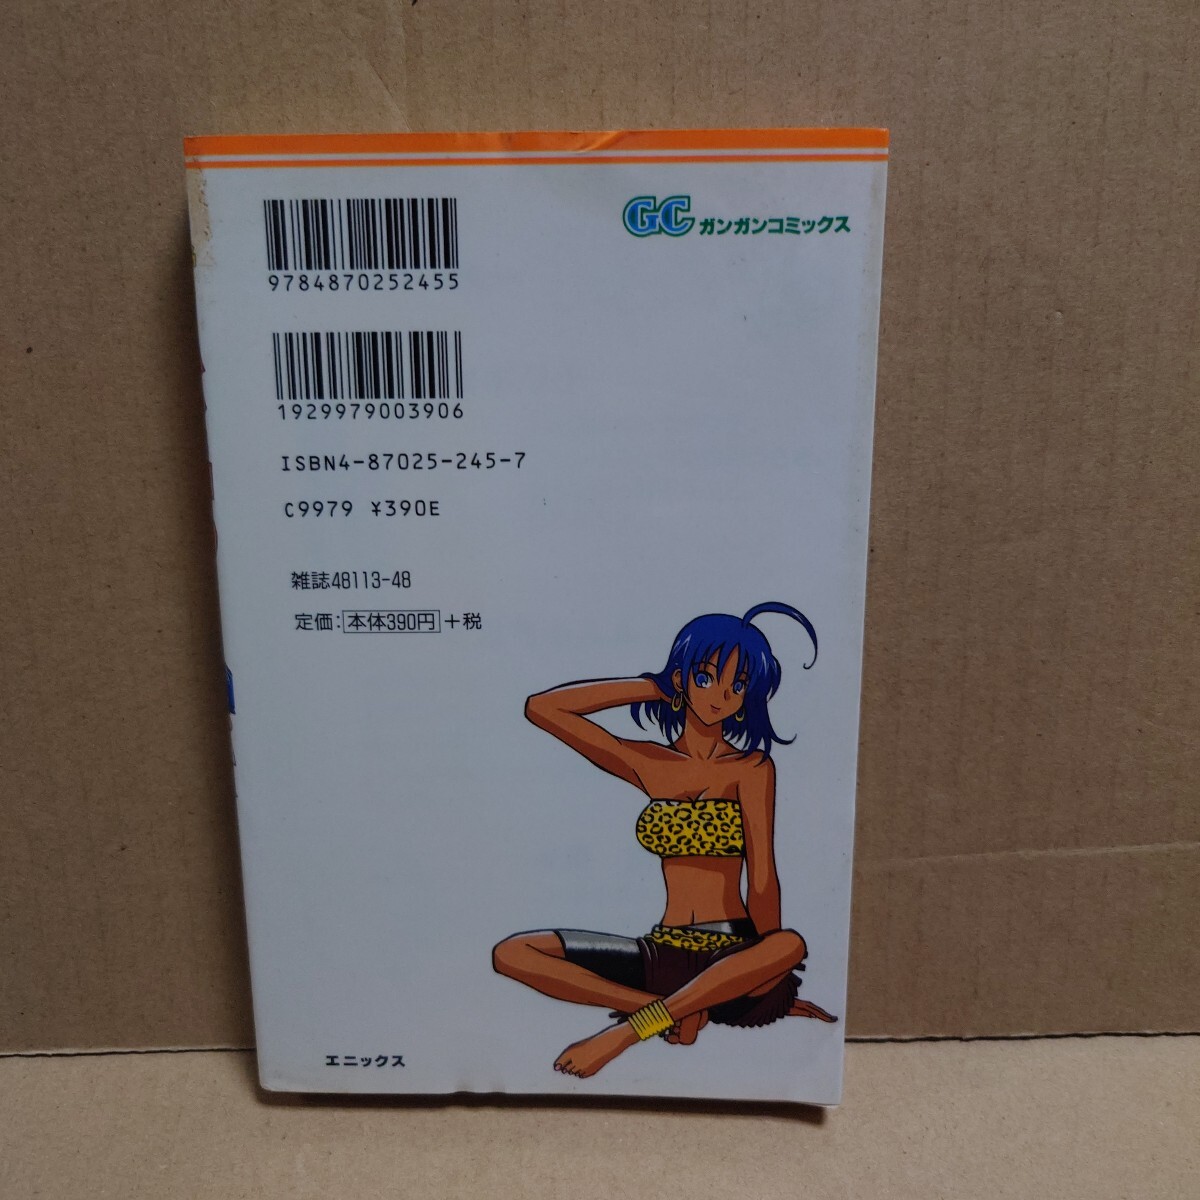 GC ガンガンコミックス
9784870252455
1929979003906
ISBN4-87025-245-7
C9979 ¥390E
雑誌48113-48
定価:本体390円+税
エニックス